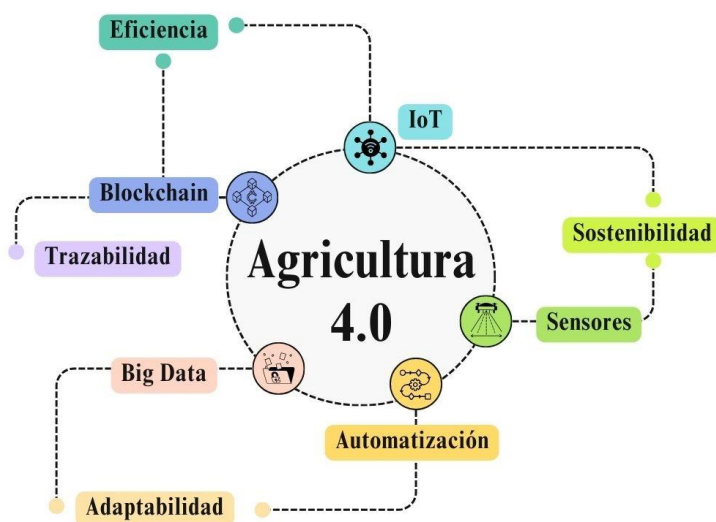 Eficiencia
IoT
Blockchain
Trazabilidad
Agricultura
4.0
Sostenibilidad
Sensores
Big Data
Automatización
Adaptabilidad